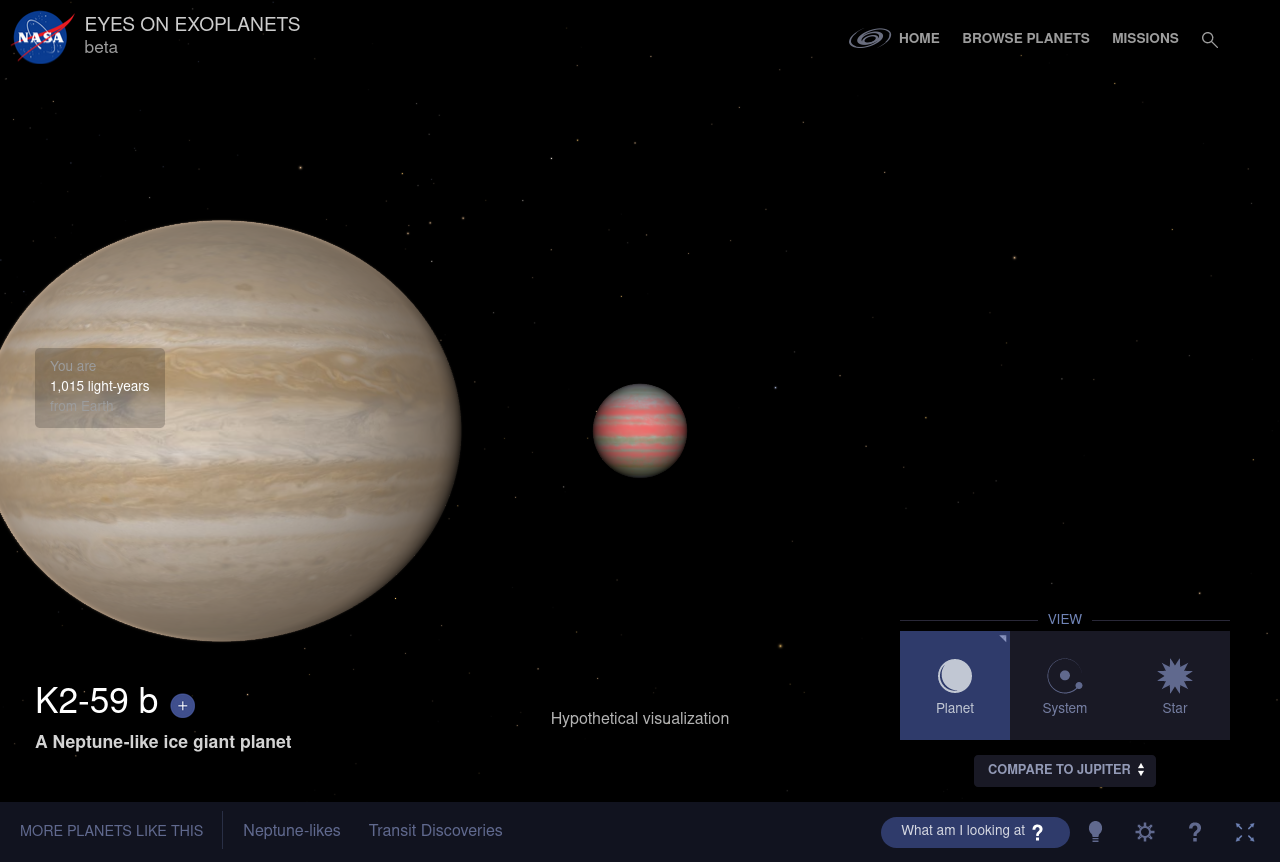 NASA
EYES ON EXOPLANETS
beta
HOME
BROWSE PLANETS
MISSIONS
You are
1,015 light-years
from Earth
K2-59 b +
A Neptune-like ice giant planet
Hypothetical visualization
VIEW
Planet
System
Star
COMPARE TO JUPITER
MORE PLANETS LIKE THIS
Neptune-likes
Transit Discoveries
What am I looking at ?
?